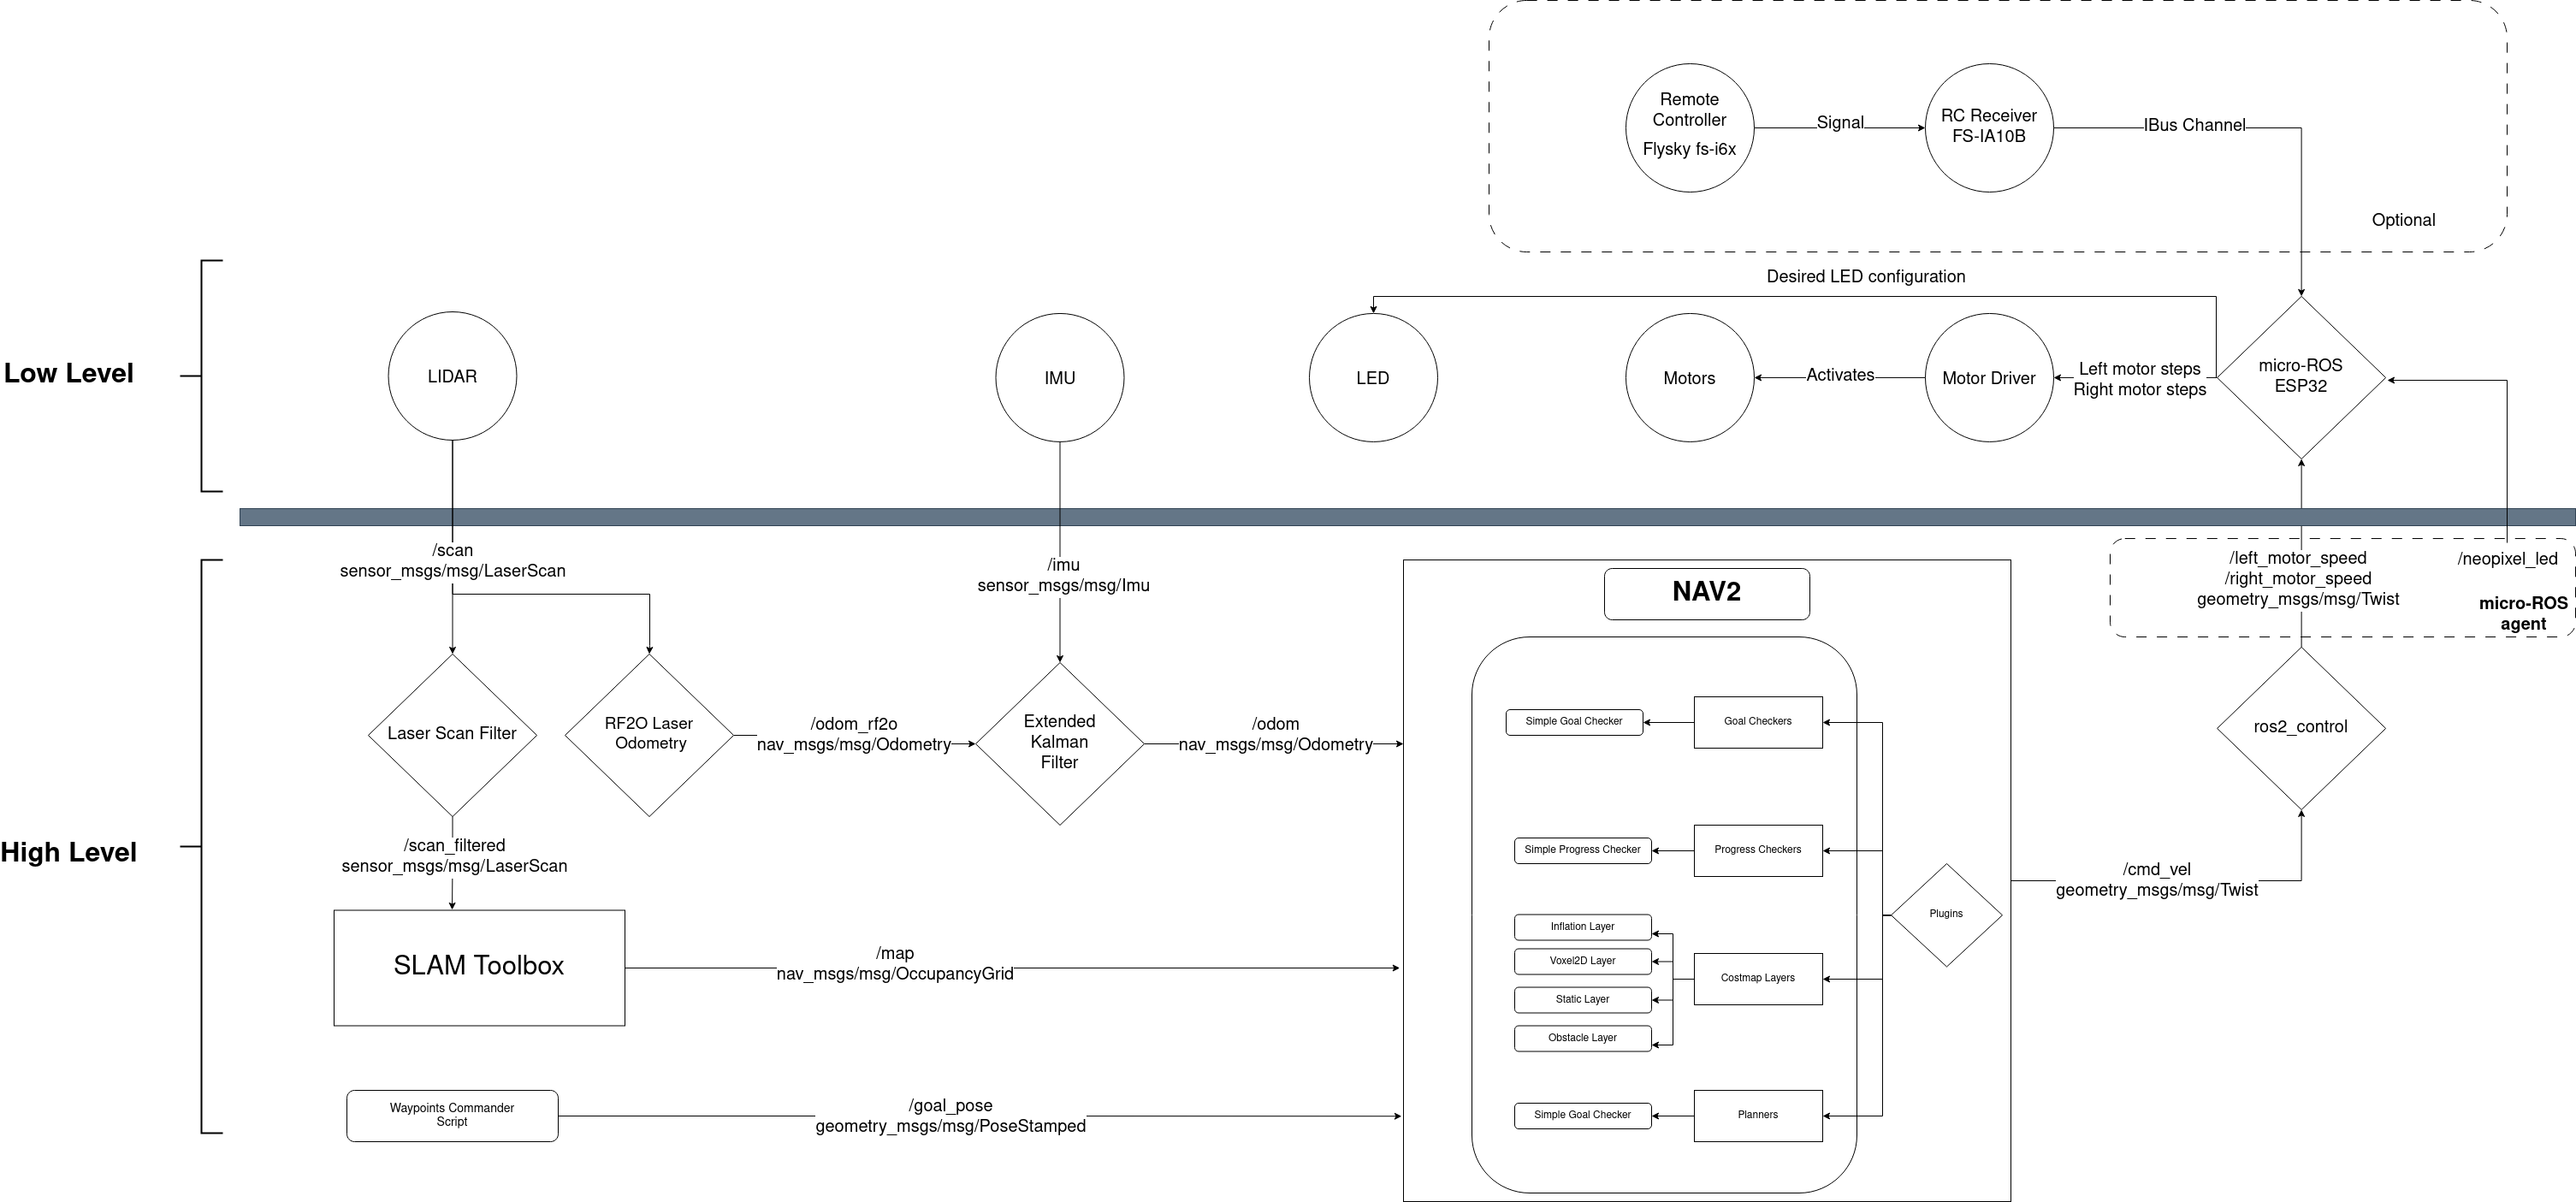 Remote
Controller
Flysky fs-i6x
Signal
RC Receiver
FS-IA10B
IBus Channel
Optional
Desired LED configuration
Low Level
LIDAR
IMU
LED
Motors
Activates
Motor Driver
Left motor steps
Right motor steps
micro-ROS
ESP32
/scan
sensor_msgs/msg/LaserScan
/imu
sensor_msgs/msg/Imu
NAV2
/left_motor_speed
/right_motor_speed
geometry_msgs/msg/Twist
/neopixel_led
micro-ROS
agent
High Level
Laser Scan Filter
RF2O Laser
Odometry
/odom_rf2o
nav_msgs/msg/Odometry
Extended
Kalman
Filter
/odom
nav_msgs/msg/Odometry
Simple Goal Checker
Goal Checkers
ros2_control
/scan_filtered
sensor_msgs/msg/LaserScan
Simple Progress Checker
Progress Checkers
/cmd_vel
geometry_msgs/msg/Twist
Plugins
SLAM Toolbox
/map
nav_msgs/msg/OccupancyGrid
Inflation Layer
Voxel2D Layer
Static Layer
Obstacle Layer
Costmap Layers
Waypoints Commander
Script
/goal_pose
geometry_msgs/msg/PoseStamped
Simple Goal Checker
Planners